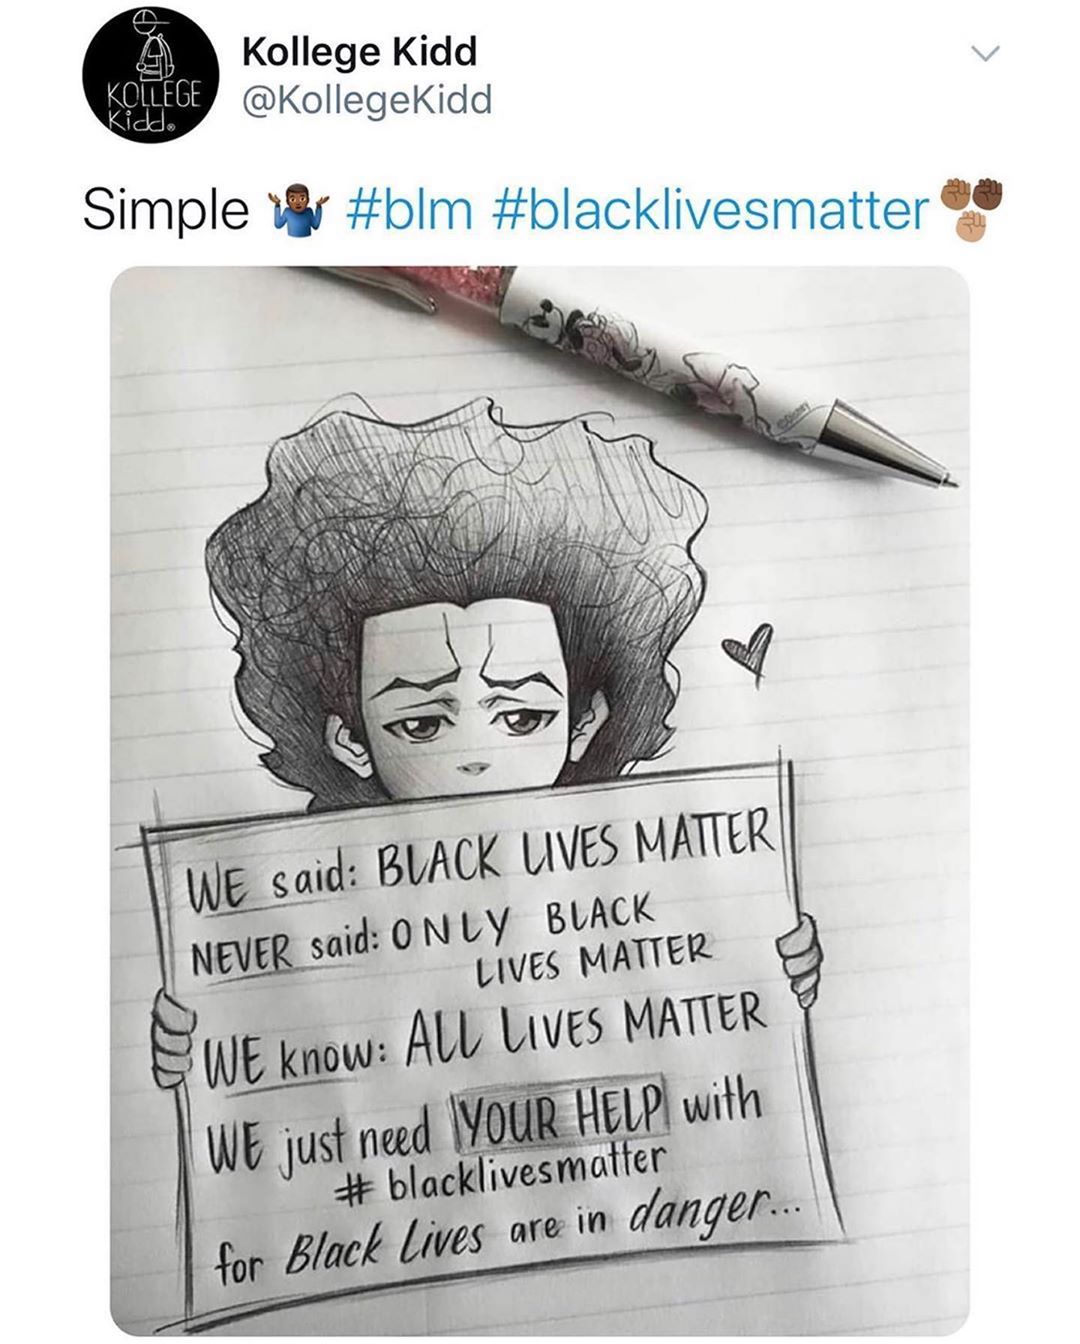 KOLLEGE
Kidd®
Kollege Kidd
@KollegeKidd
Simple 🤷🏾‍♂️ #blm #blacklivesmatter ✊🏾✊🏿✊🏽
©Disney
WE said: BLACK LIVES MATTER
NEVER said: ONLY BLACK
LIVES MATTER
WE know: ALL LIVES MATTER
WE just need YOUR HELP with
# blacklivesmatter
for Black Lives are in danger...